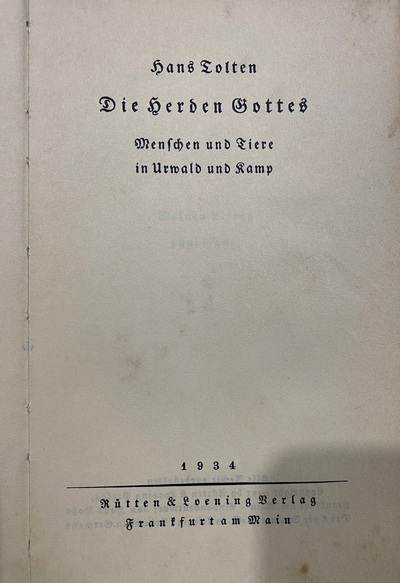 Hans Tolten
Die Herden Gottes
Menſchen und Tiere
in Urwald und Kamp
1934
Rütten & Loening Verlag
Frankfurt am Main